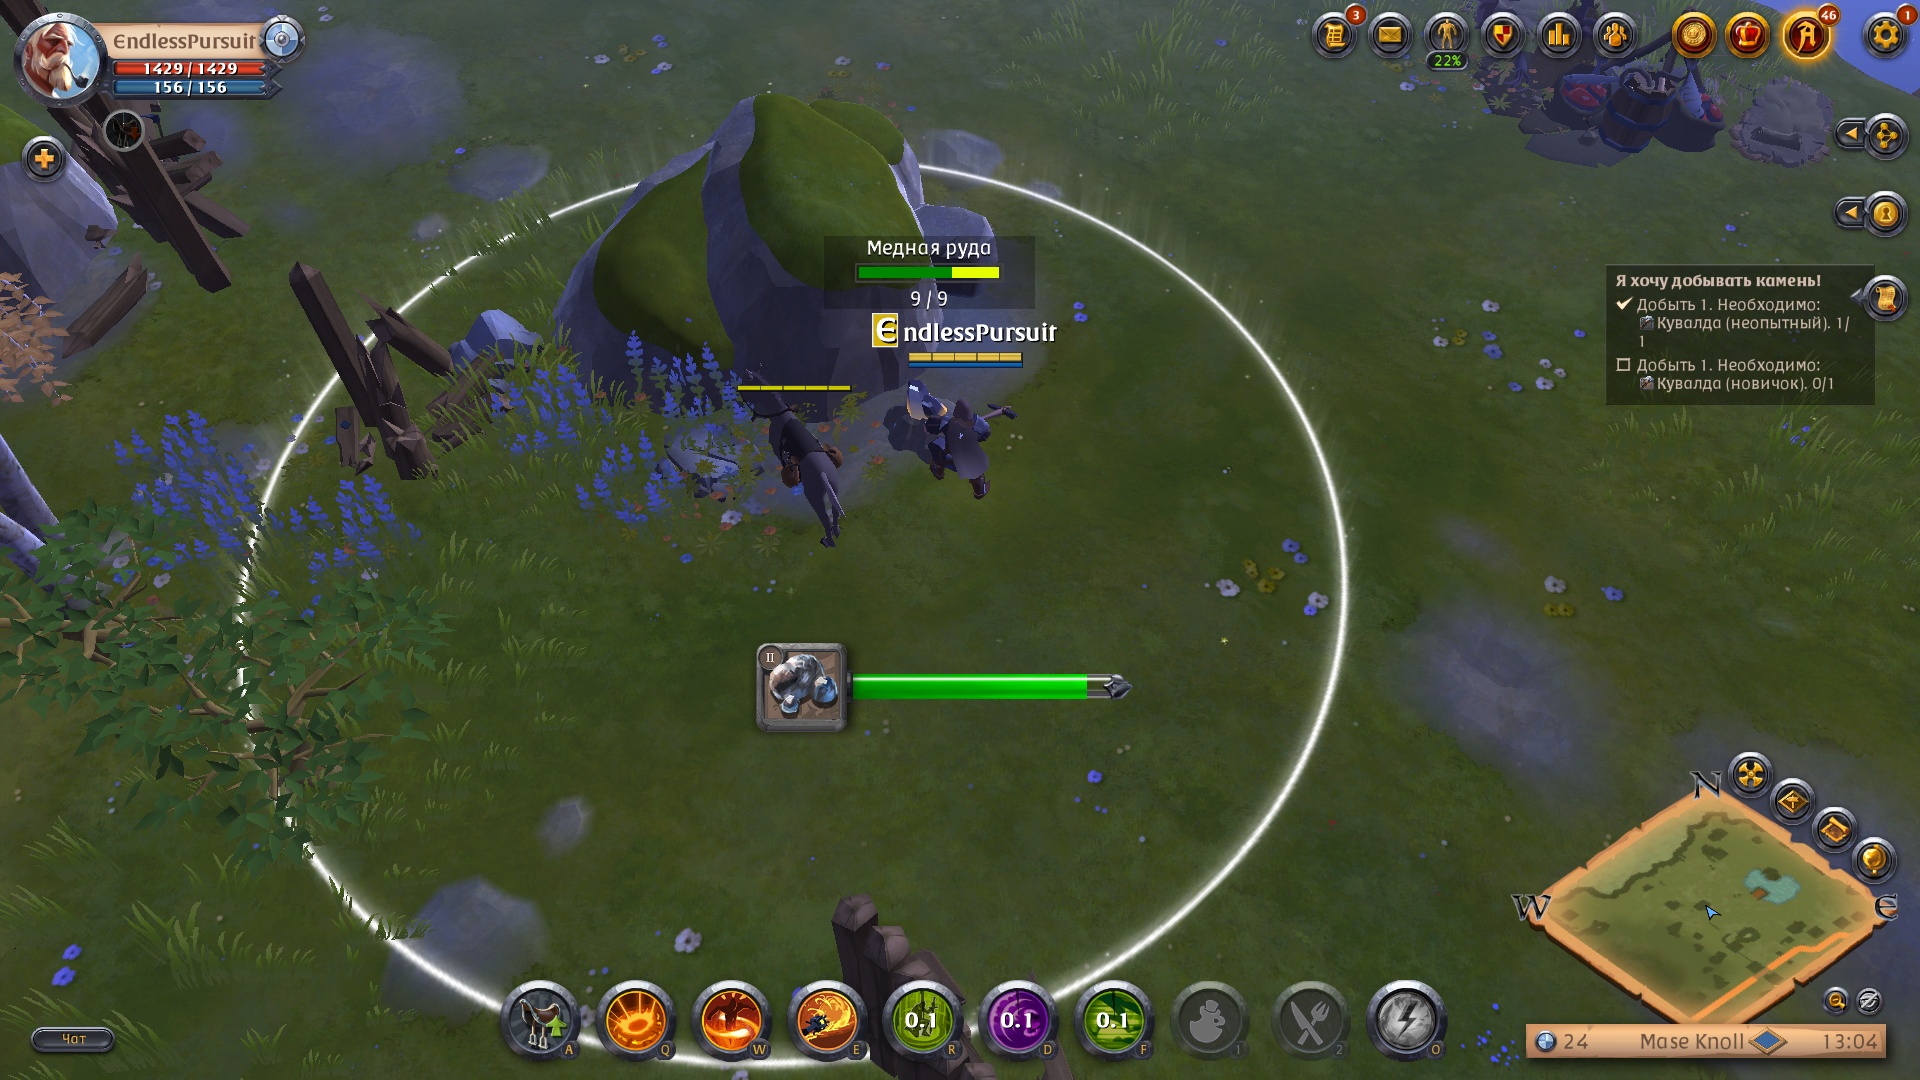 EndlessPursuit
1429 / 1429
156 / 156
3
22%
46
1
Медная руда
9 / 9
EndlessPursuit
Я хочу добывать камень!
Добыть 1. Необходимо:
Кувалда (неопытный). 1/
1
Добыть 1. Необходимо:
Кувалда (новичок). 0/1
II
N
W
E
A
Q
W
E
0.1
R
0.1
D
0.1
F
1
2
O
Чат
24
Mase Knoll
13:04